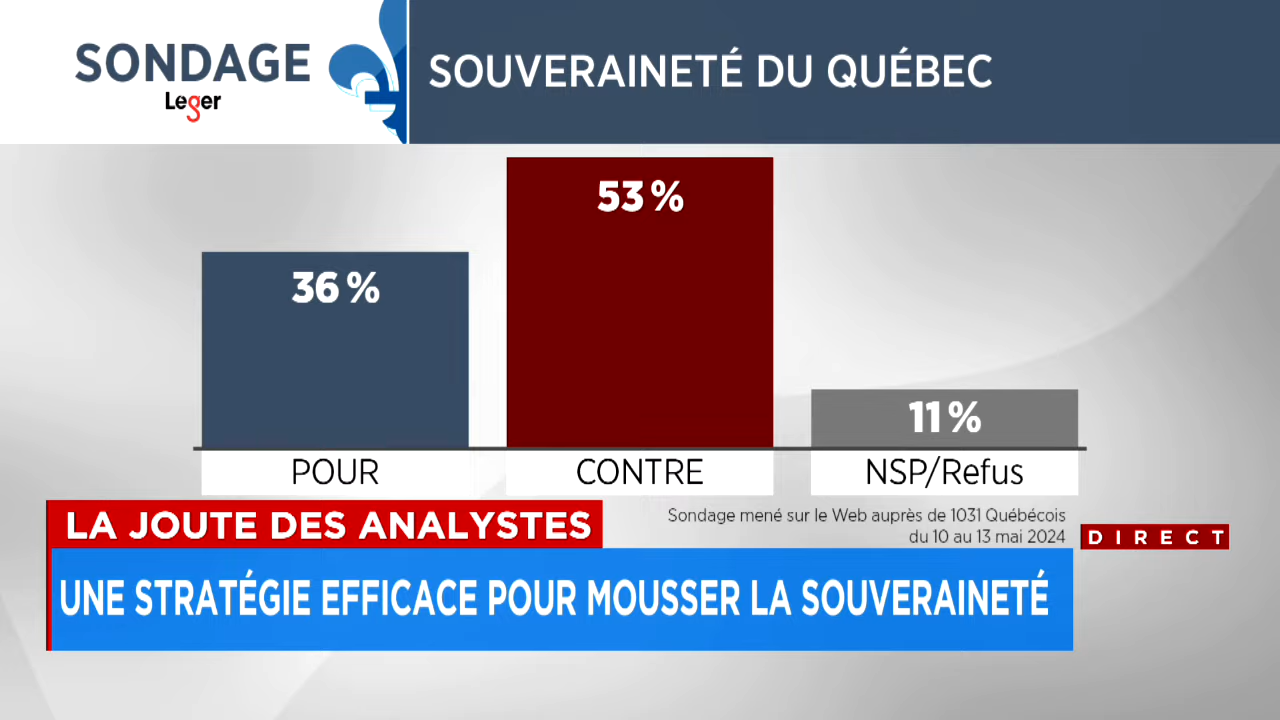 SONDAGE
Leger
SOUVERAINETÉ DU QUÉBEC
36 %
53 %
11 %
POUR
CONTRE
NSP/Refus
LA JOUTE DES ANALYSTES
Sondage mené sur le Web auprès de 1031 Québécois
du 10 au 13 mai 2024
DIRECT
UNE STRATÉGIE EFFICACE POUR MOUSSER LA SOUVERAINETÉ